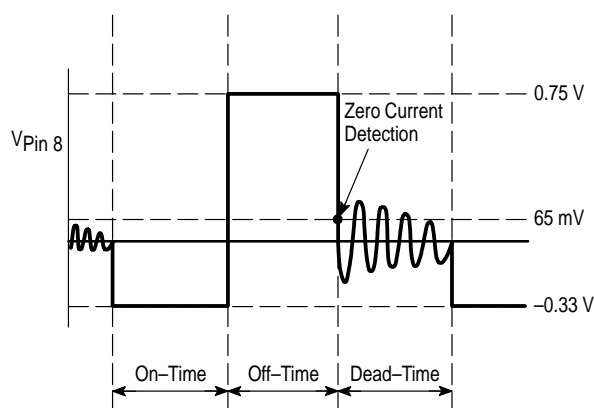 0.75 V
Zero Current
Detection
VPin 8
65 mV
–0.33 V
On–Time
Off–Time
Dead–Time